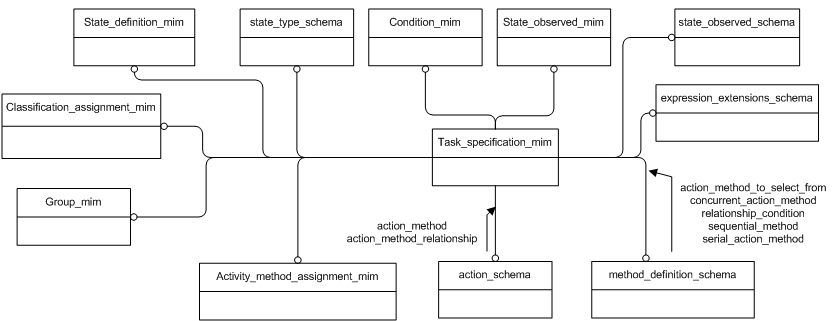 State_definition_mim
state_type_schema
Condition_mim
State_observed_mim
state_observed_schema
Classification_assignment_mim
expression_extensions_schema
Task_specification_mim
Group_mim
action_method_to_select_from
concurrent_action_method
relationship_condition
sequential_method
serial_action_method
action_method
action_method_relationship
Activity_method_assignment_mim
action_schema
method_definition_schema